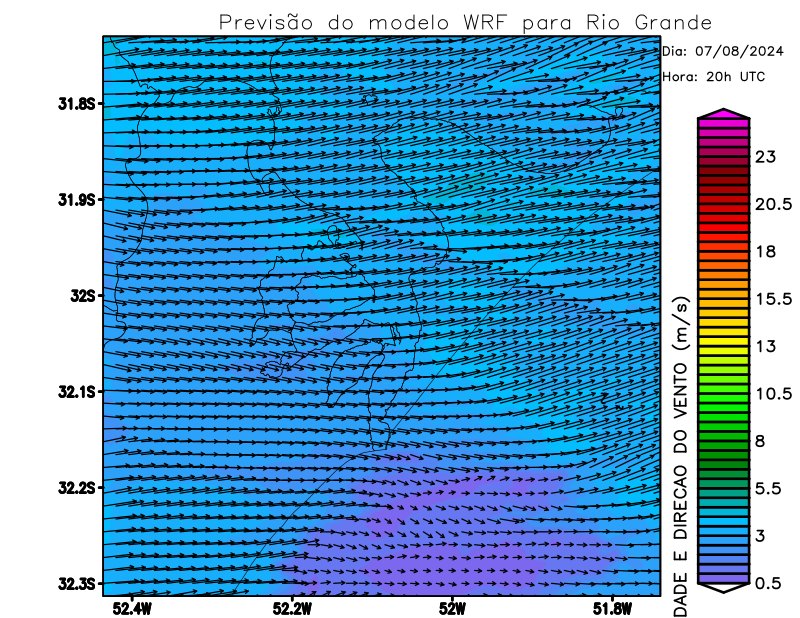 Previsão do modelo WRF para Rio Grande
Dia: 07/08/2024
Hora: 20h UTC
31.8S
31.9S
32S
32.1S
32.2S
32.3S
52.4W
52.2W
52W
51.8W
DADE E DIRECAO DO VENTO (m/s)
23
20.5
18
15.5
13
10.5
8
5.5
3
0.5